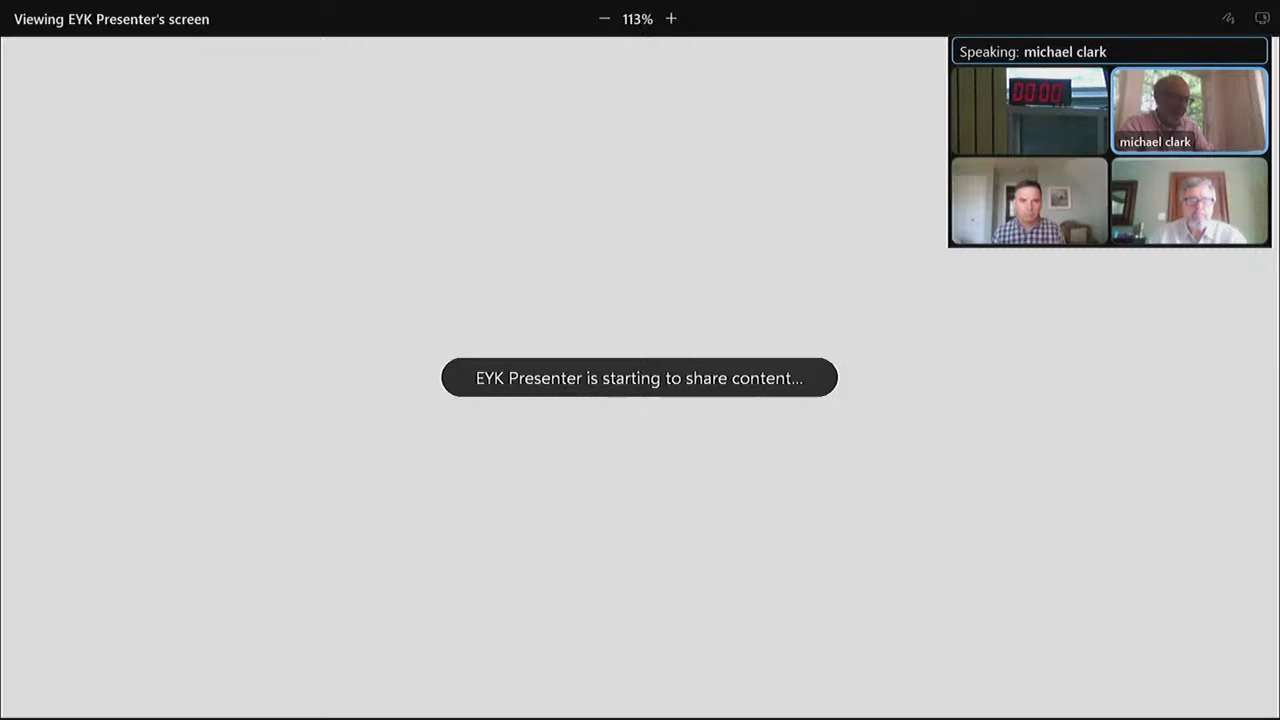 Viewing EYK Presenter's screen
113%
Speaking: michael clark
00:00
michael clark
EYK Presenter is starting to share content...